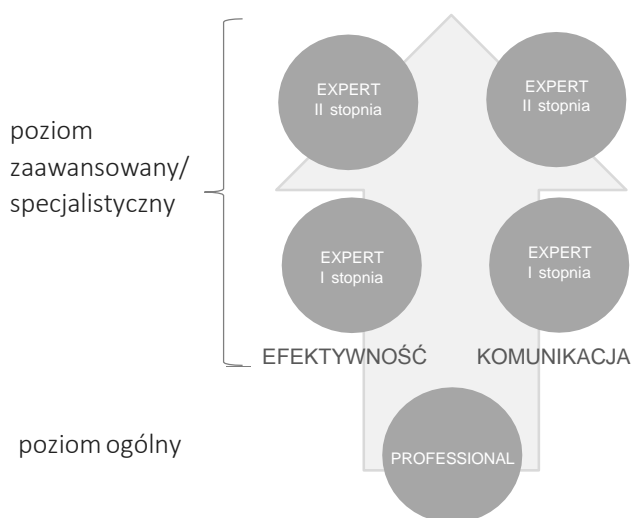 EXPERT
II stopnia
EXPERT
II stopnia
poziom
zaawansowany/
specjalistyczny
EXPERT
I stopnia
EXPERT
I stopnia
EFEKTYWNOŚĆ
KOMUNIKACJA
poziom ogólny
PROFESSIONAL